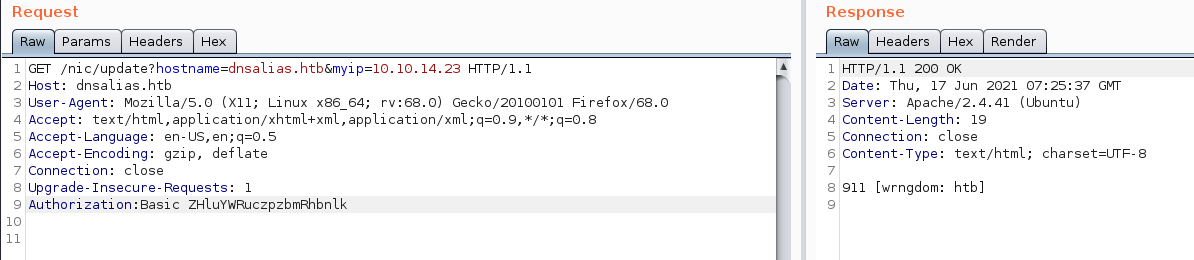 Request
Raw Params Headers Hex
1 GET /nic/update?hostname=dnsalias.htb&myip=10.10.14.23 HTTP/1.1
2 Host: dnsalias.htb
3 User-Agent: Mozilla/5.0 (X11; Linux x86_64; rv:68.0) Gecko/20100101 Firefox/68.0
4 Accept: text/html,application/xhtml+xml,application/xml;q=0.9,*/*;q=0.8
5 Accept-Language: en-US,en;q=0.5
6 Accept-Encoding: gzip, deflate
7 Connection: close
8 Upgrade-Insecure-Requests: 1
9 Authorization:Basic ZHluYWRuczpzbmRhbnlk
10
11
Response
Raw Headers Hex Render
1 HTTP/1.1 200 OK
2 Date: Thu, 17 Jun 2021 07:25:37 GMT
3 Server: Apache/2.4.41 (Ubuntu)
4 Content-Length: 19
5 Connection: close
6 Content-Type: text/html; charset=UTF-8
7
8 911 [wrngdom: htb]
9